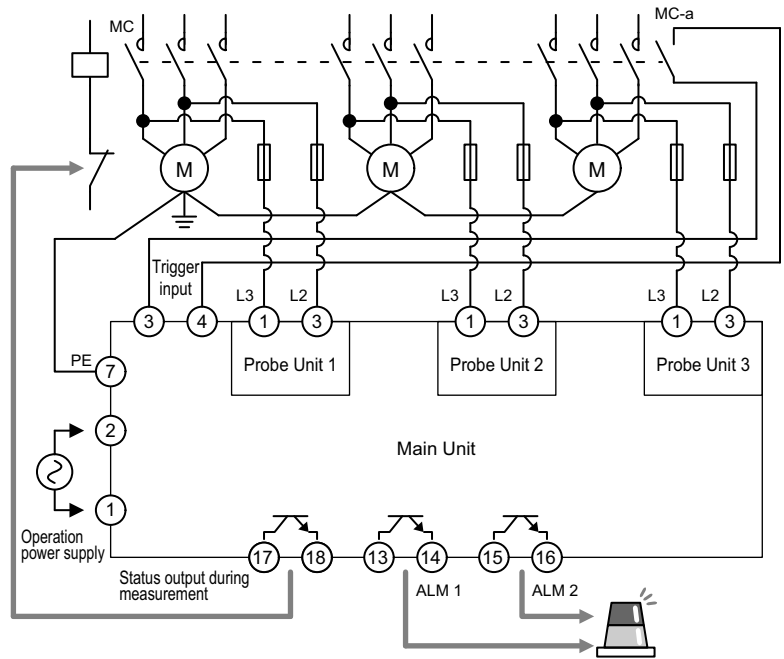 MC
MC-a
M
M
M
Trigger
input
L3
L2
L3
L2
L3
L2
3
4
1
3
1
3
1
3
Probe Unit 1
Probe Unit 2
Probe Unit 3
PE
7
2
1
Main Unit
Operation
power supply
17
18
13
14
15
16
Status output during
measurement
ALM 1
ALM 2